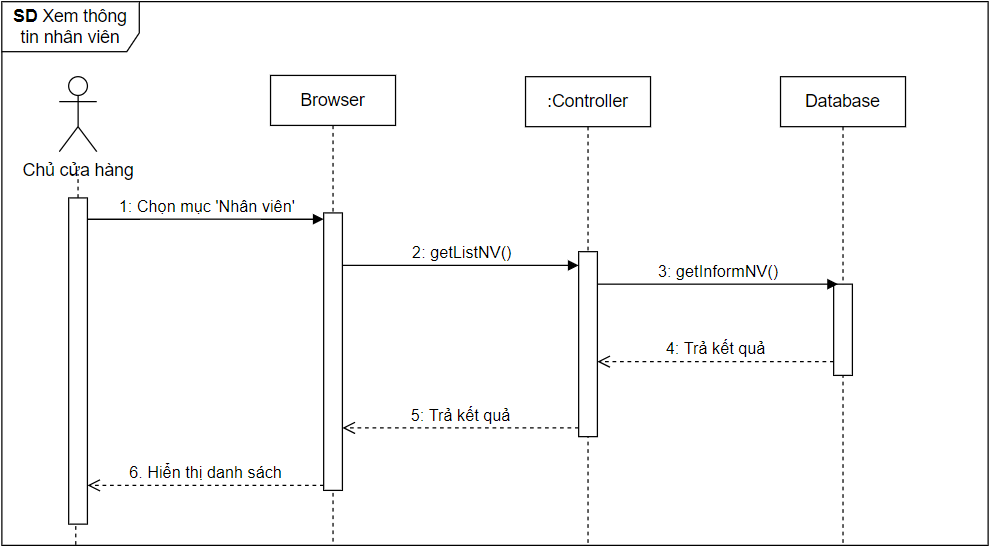 SD Xem thông
tin nhân viên
Browser
:Controller
Database
Chủ cửa hàng
1: Chọn mục 'Nhân viên'
2: getListNV()
3: getInformNV()
4: Trả kết quả
5: Trả kết quả
6. Hiển thị danh sách